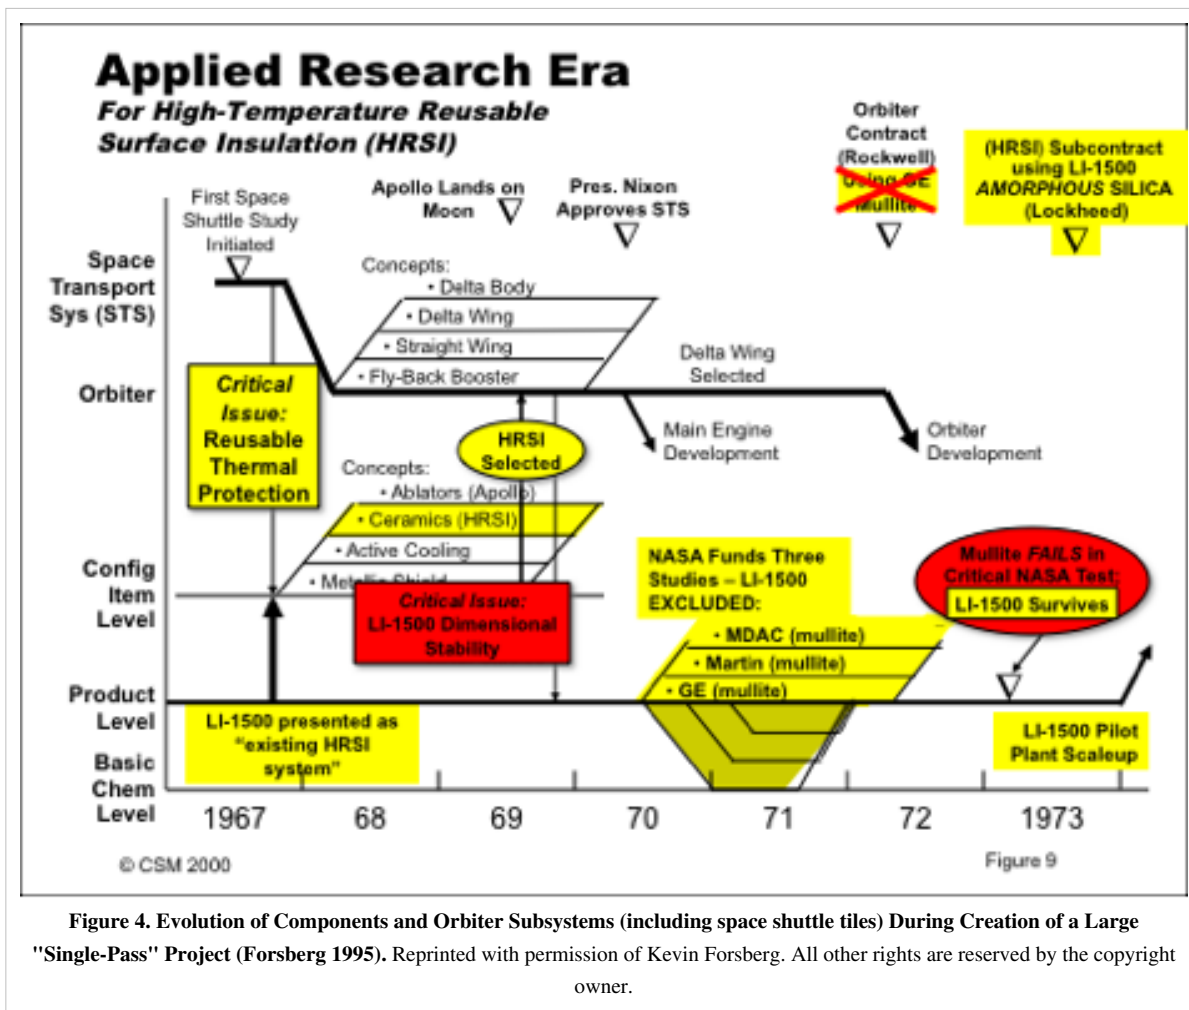 Applied Research Era
For High-Temperature Reusable
Surface Insulation (HRSI)
First Space
Shuttle Study
Initiated
Apollo Lands on
Moon
Pres. Nixon
Approves STS
Orbiter
Contract
(Rockwell)
Using GE
Mullite
(HRSI) Subcontract
using LI-1500
AMORPHOUS SILICA
(Lockheed)
Space
Transport
Sys (STS)
Concepts:
• Delta Body
• Delta Wing
• Straight Wing
• Fly-Back Booster
Delta Wing
Selected
Orbiter
Critical
Issue:
Reusable
Thermal
Protection
HRSI
Selected
Main Engine
Development
Orbiter
Development
Concepts:
• Ablators (Apollo)
• Ceramics (HRSI)
• Active Cooling
• Metallic Shield
Config
Item
Level
Critical Issue:
LI-1500 Dimensional
Stability
NASA Funds Three
Studies – LI-1500
EXCLUDED:
• MDAC (mullite)
• Martin (mullite)
• GE (mullite)
Mullite FAILS in
Critical NASA Test;
LI-1500 Survives
Product
Level
LI-1500 presented as
“existing HRSI
system”
LI-1500 Pilot
Plant Scaleup
Basic
Chem
Level
1967 68 69 70 71 72 1973
© CSM 2000
Figure 9
Figure 4. Evolution of Components and Orbiter Subsystems (including space shuttle tiles) During Creation of a Large
"Single-Pass" Project (Forsberg 1995). Reprinted with permission of Kevin Forsberg. All other rights are reserved by the copyright
owner.